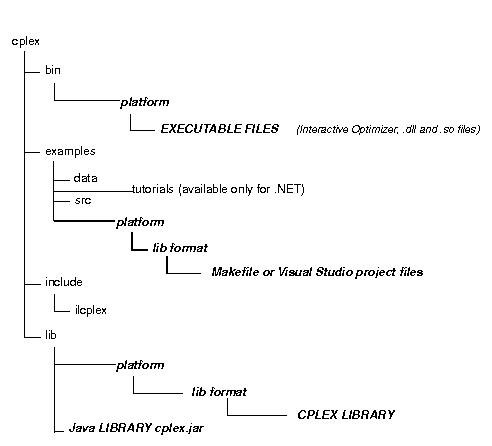 cplex
bin
platform
EXECUTABLE FILES (Interactive Optimizer, .dll and .so files)
examples
data
tutorials (available only for .NET)
src
platform
lib format
Makefile or Visual Studio project files
include
ilcplex
lib
platform
lib format
CPLEX LIBRARY
Java LIBRARY cplex.jar